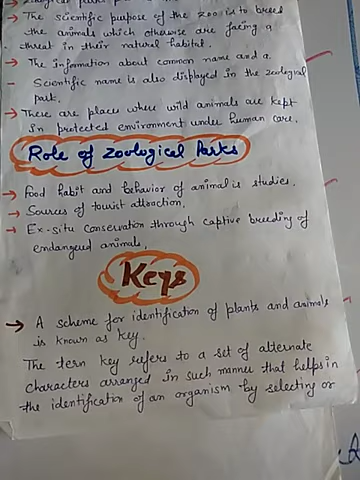 → The scientific purpose of the zoo is to breed
the animals which otherwise are facing a
threat in their natural habitat.
→ The information about common name and a
Scientific name is also displayed in the zoological
park.
→ These are places where wild animals are kept
in protected environment under human care.
Role of Zoological Parks
→ Food habit and behavior of animal is studies.
→ Sources of tourist attraction.
→ Ex-situ conservation through captive breeding of
endangered animals.
Keys
→ A scheme for identification of plants and animals
is known as key.
The term key refers to a set of alternate
characters arranged in such manner that helps in
the identification of an organism by selecting or